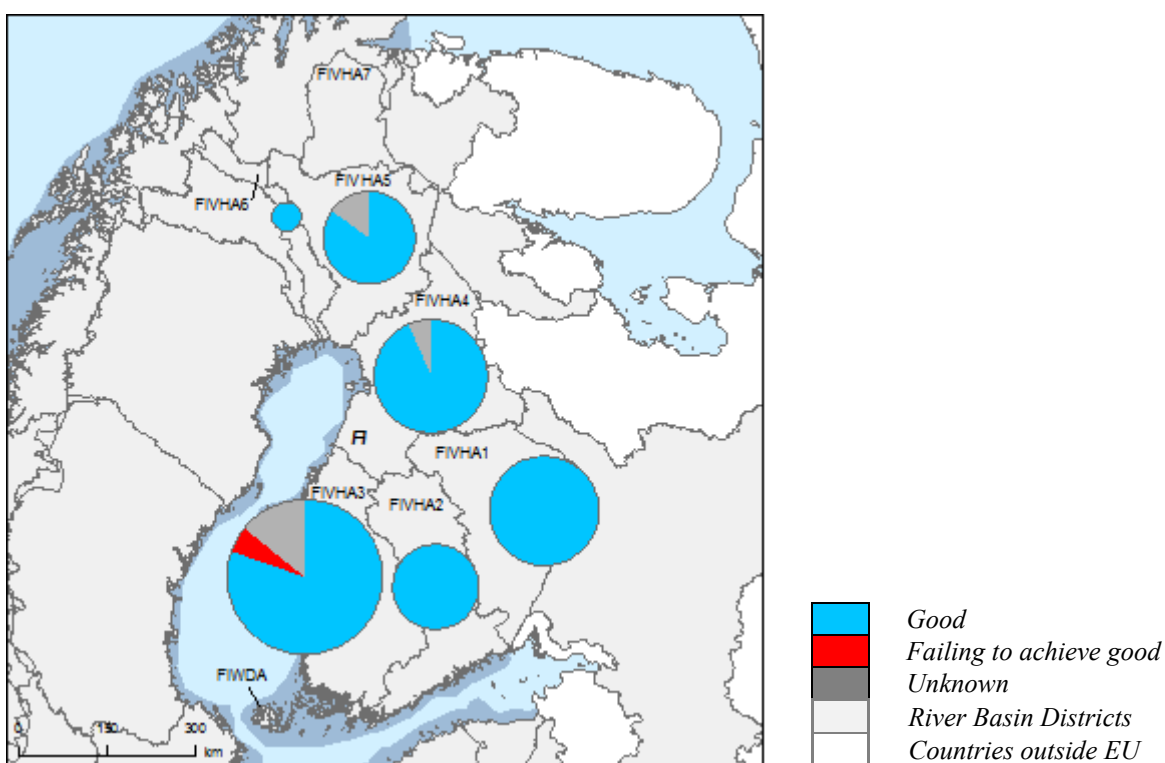 FIVHA7
FIVHA5
FIVHA6
FIVHA4
FI
FIVHA1
FIVHA3
FIVHA2
FIWDA
0 150 300
km
Good
Failing to achieve good
Unknown
River Basin Districts
Countries outside EU